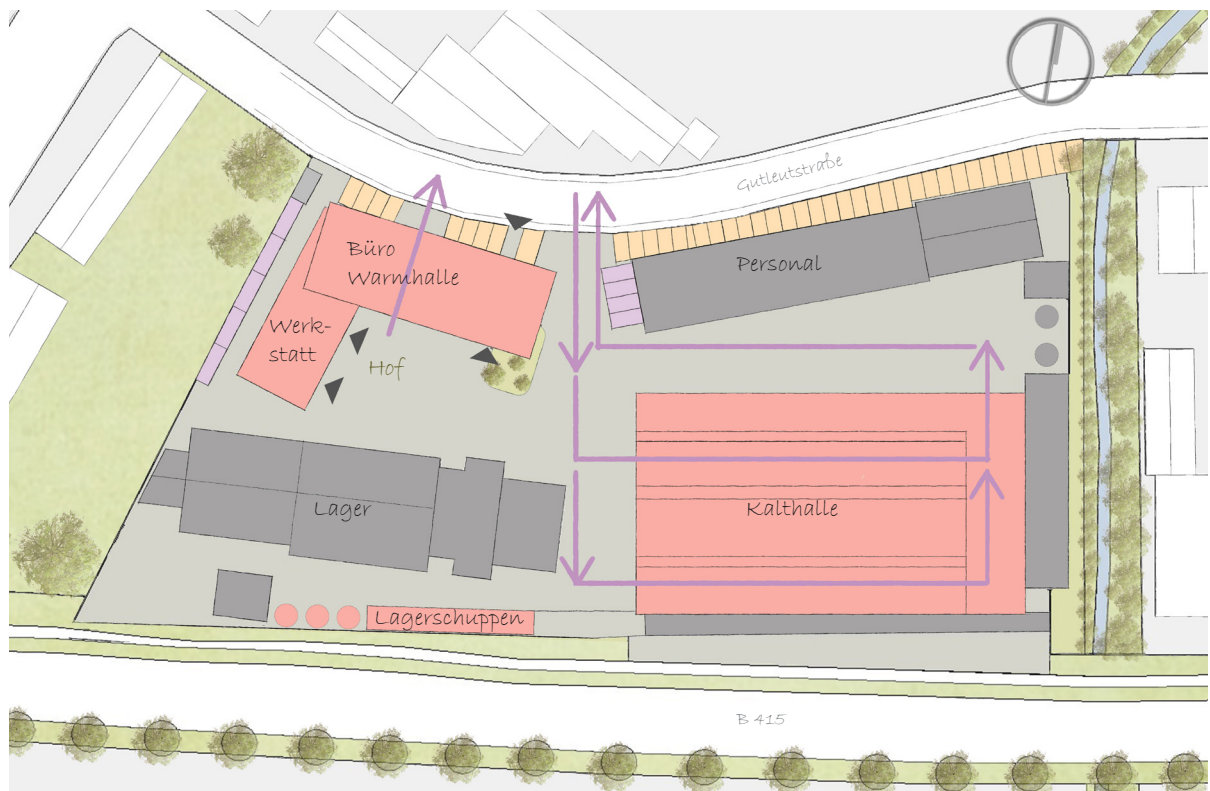 Gutleutstraße
Büro
Warmhalle
Personal
Werk-
statt
Hof
Lager
Kalthalle
Lagerschuppen
B 415